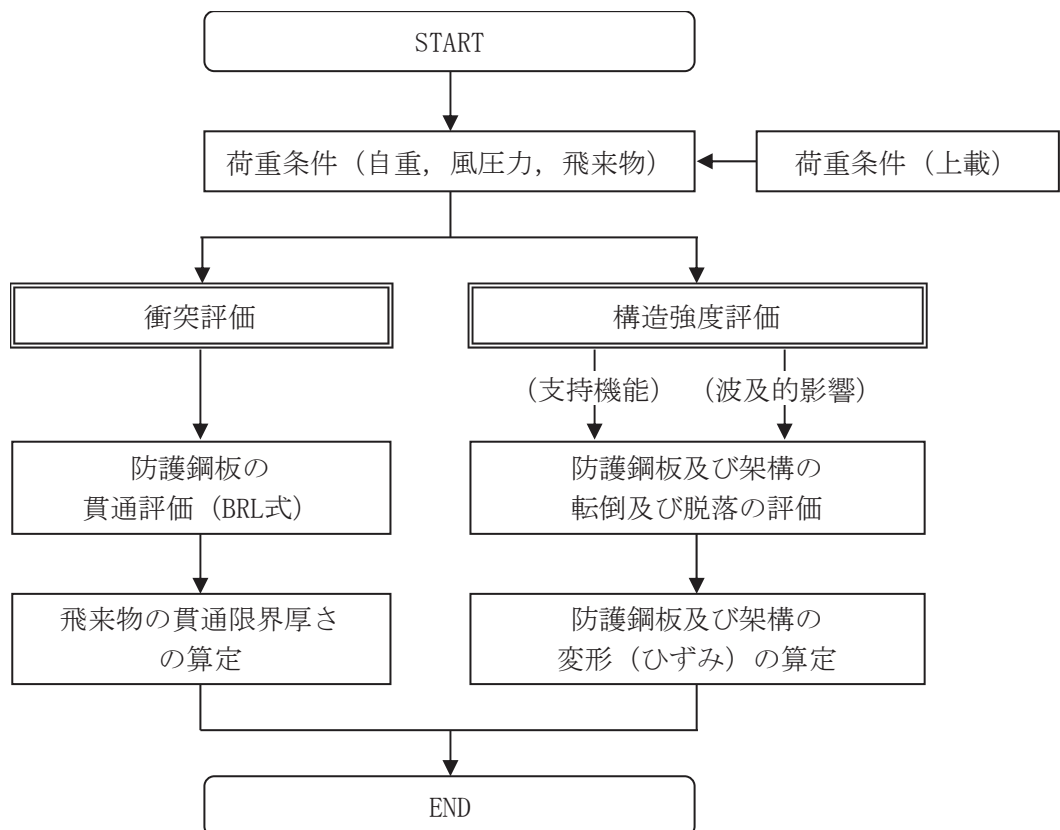 START
荷重条件（自重，風圧力，飛来物）
荷重条件（上載）
衝突評価
構造強度評価
（支持機能）
（波及的影響）
防護鋼板の
貫通評価（BRL式）
防護鋼板及び架構の
転倒及び脱落の評価
飛来物の貫通限界厚さ
の算定
防護鋼板及び架構の
変形（ひずみ）の算定
END